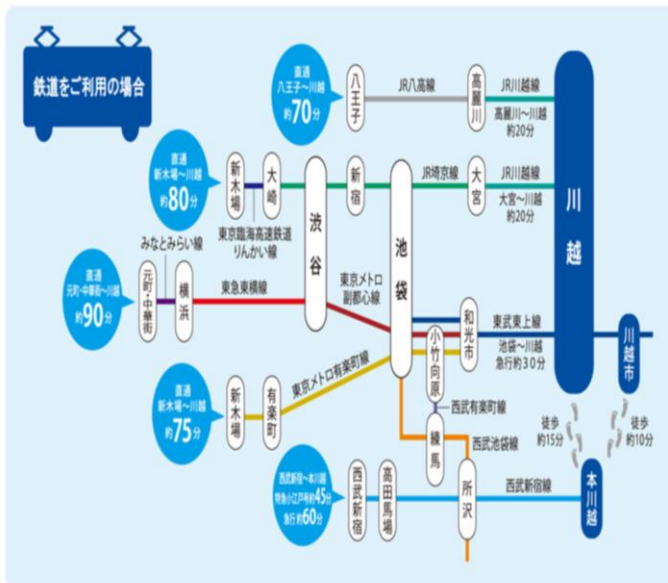 鉄道をご利用の場合
直通
八王子〜川越
約70分
八王子
JR八高線
高麗川
JR川越線
高麗川〜川越
約20分
川越
直通
新木場〜川越
約80分
新木場
大崎
渋谷
新宿
池袋
JR埼京線
大宮
JR川越線
大宮〜川越
約20分
東京臨海高速鉄道
りんかい線
みなとみらい線
直通
元町・中華街〜川越
約90分
元町・中華街
横浜
東急東横線
東京メトロ
副都心線
小竹向原
和光市
東武東上線
池袋〜川越
急行約30分
川越市
東京メトロ有楽町線
直通
新木場〜川越
約75分
新木場
有楽町
西武有楽町線
練馬
西武池袋線
徒歩
約15分
徒歩
約10分
西武新宿〜本川越
特急小江戸号約45分
急行 約60分
西武新宿
高田馬場
所沢
西武新宿線
本川越